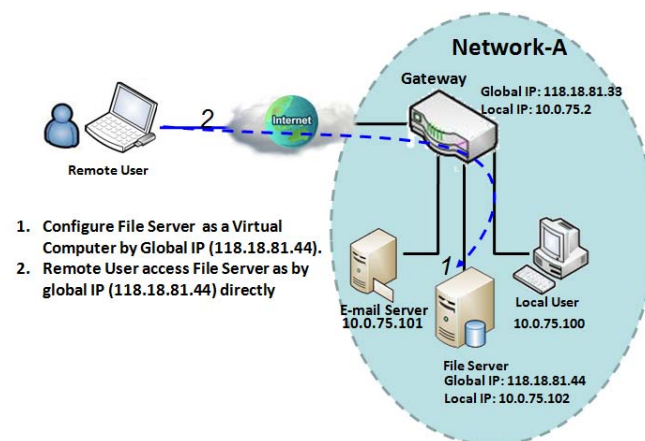 Network-A
Gateway
Global IP: 118.18.81.33
Local IP: 10.0.75.2
2
Internet
Remote User
1. Configure File Server as a Virtual
Computer by Global IP (118.18.81.44).
2. Remote User access File Server as by
global IP (118.18.81.44) directly
1
E-mail Server
10.0.75.101
Local User
10.0.75.100
File Server
Global IP: 118.18.81.44
Local IP: 10.0.75.102